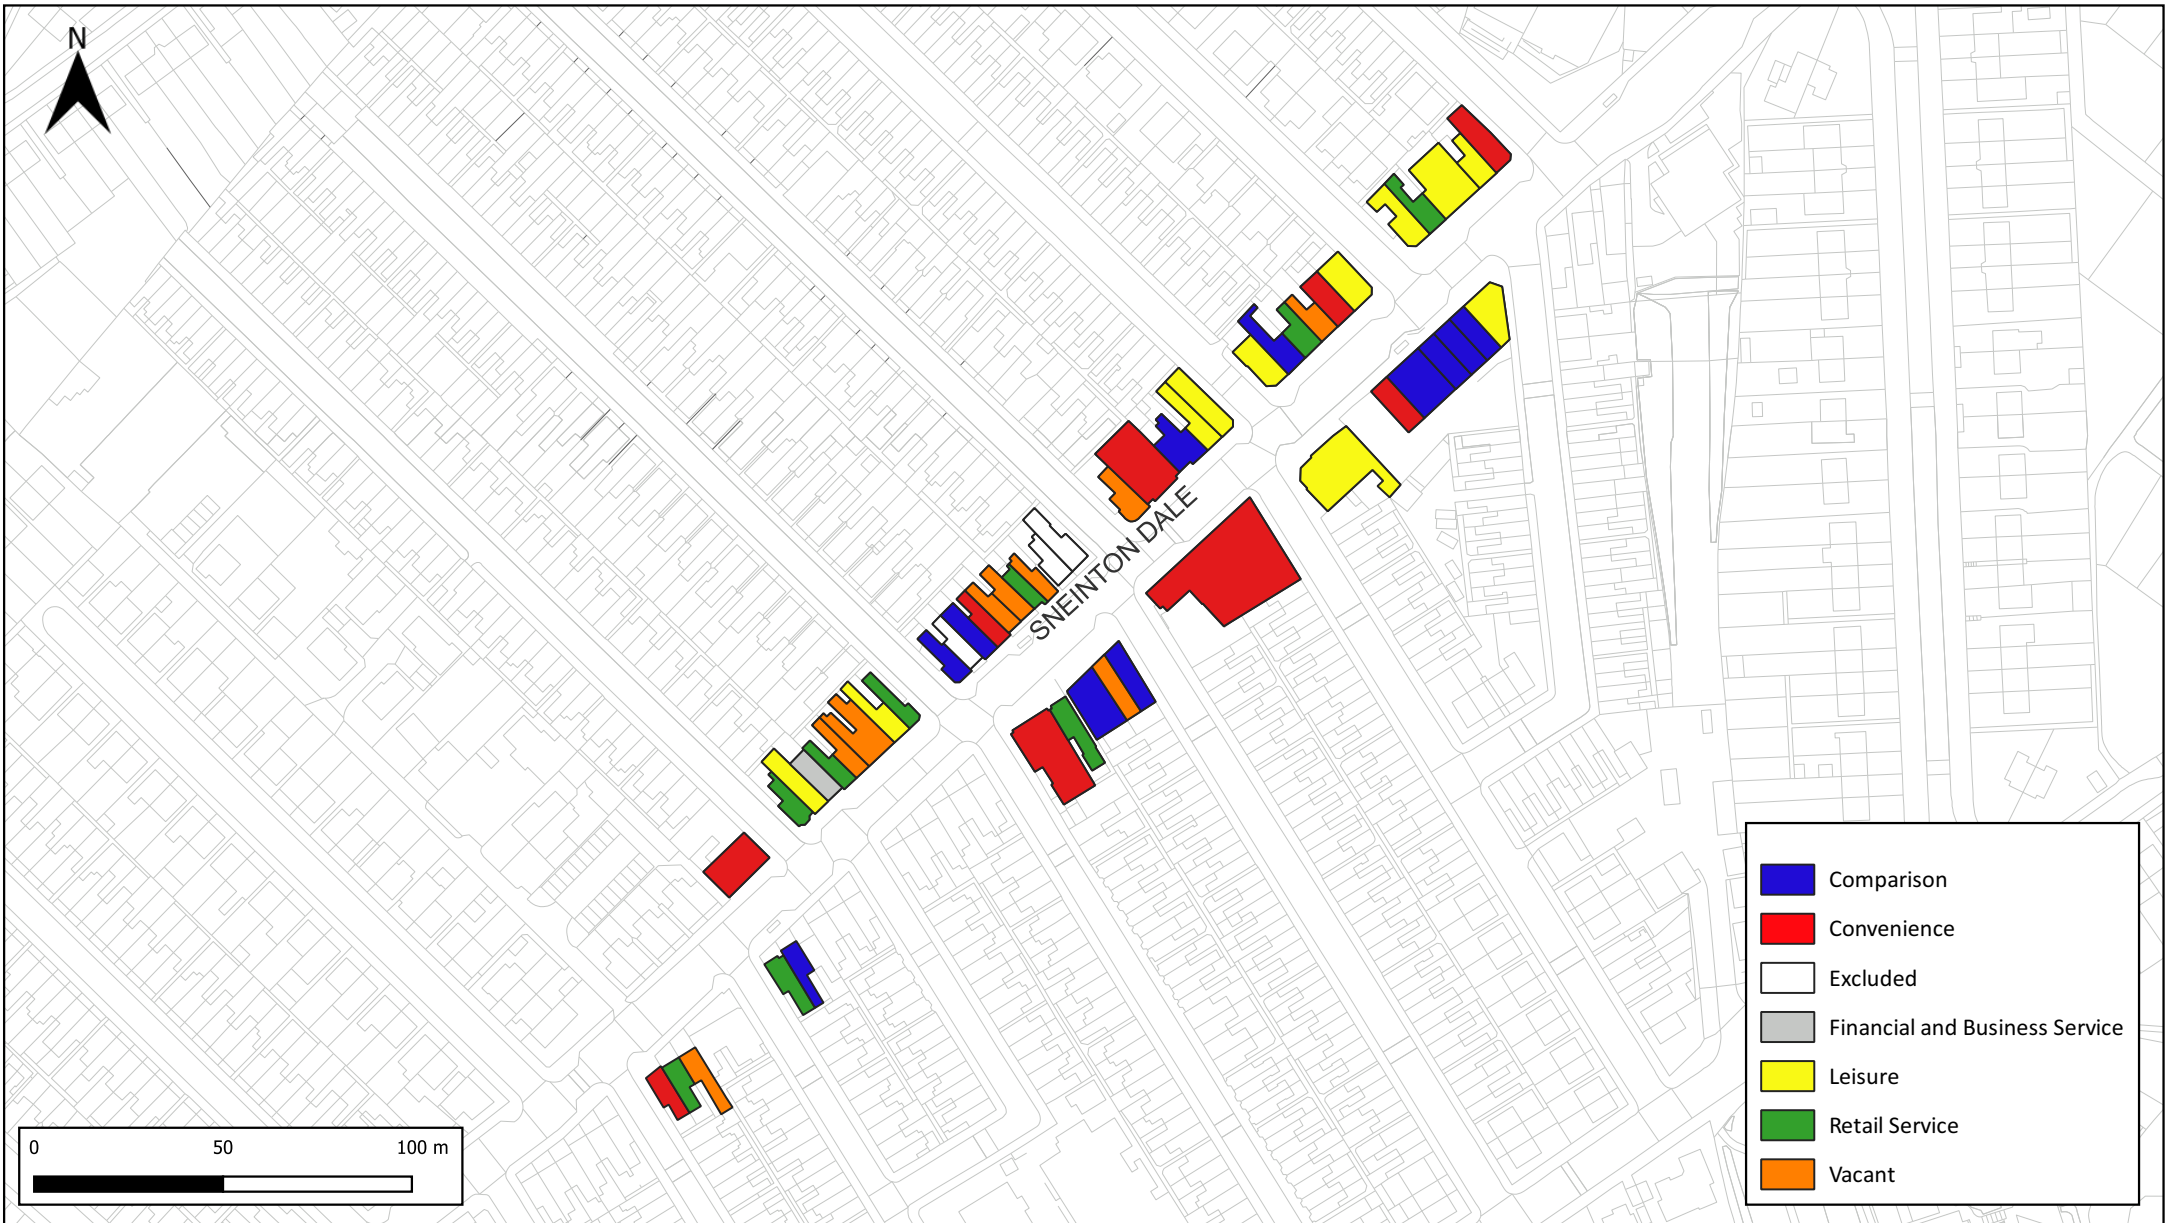 N
SNEINTON DALE
Comparison
Convenience
Excluded
Financial and Business Service
Leisure
Retail Service
Vacant
0 50 100 m